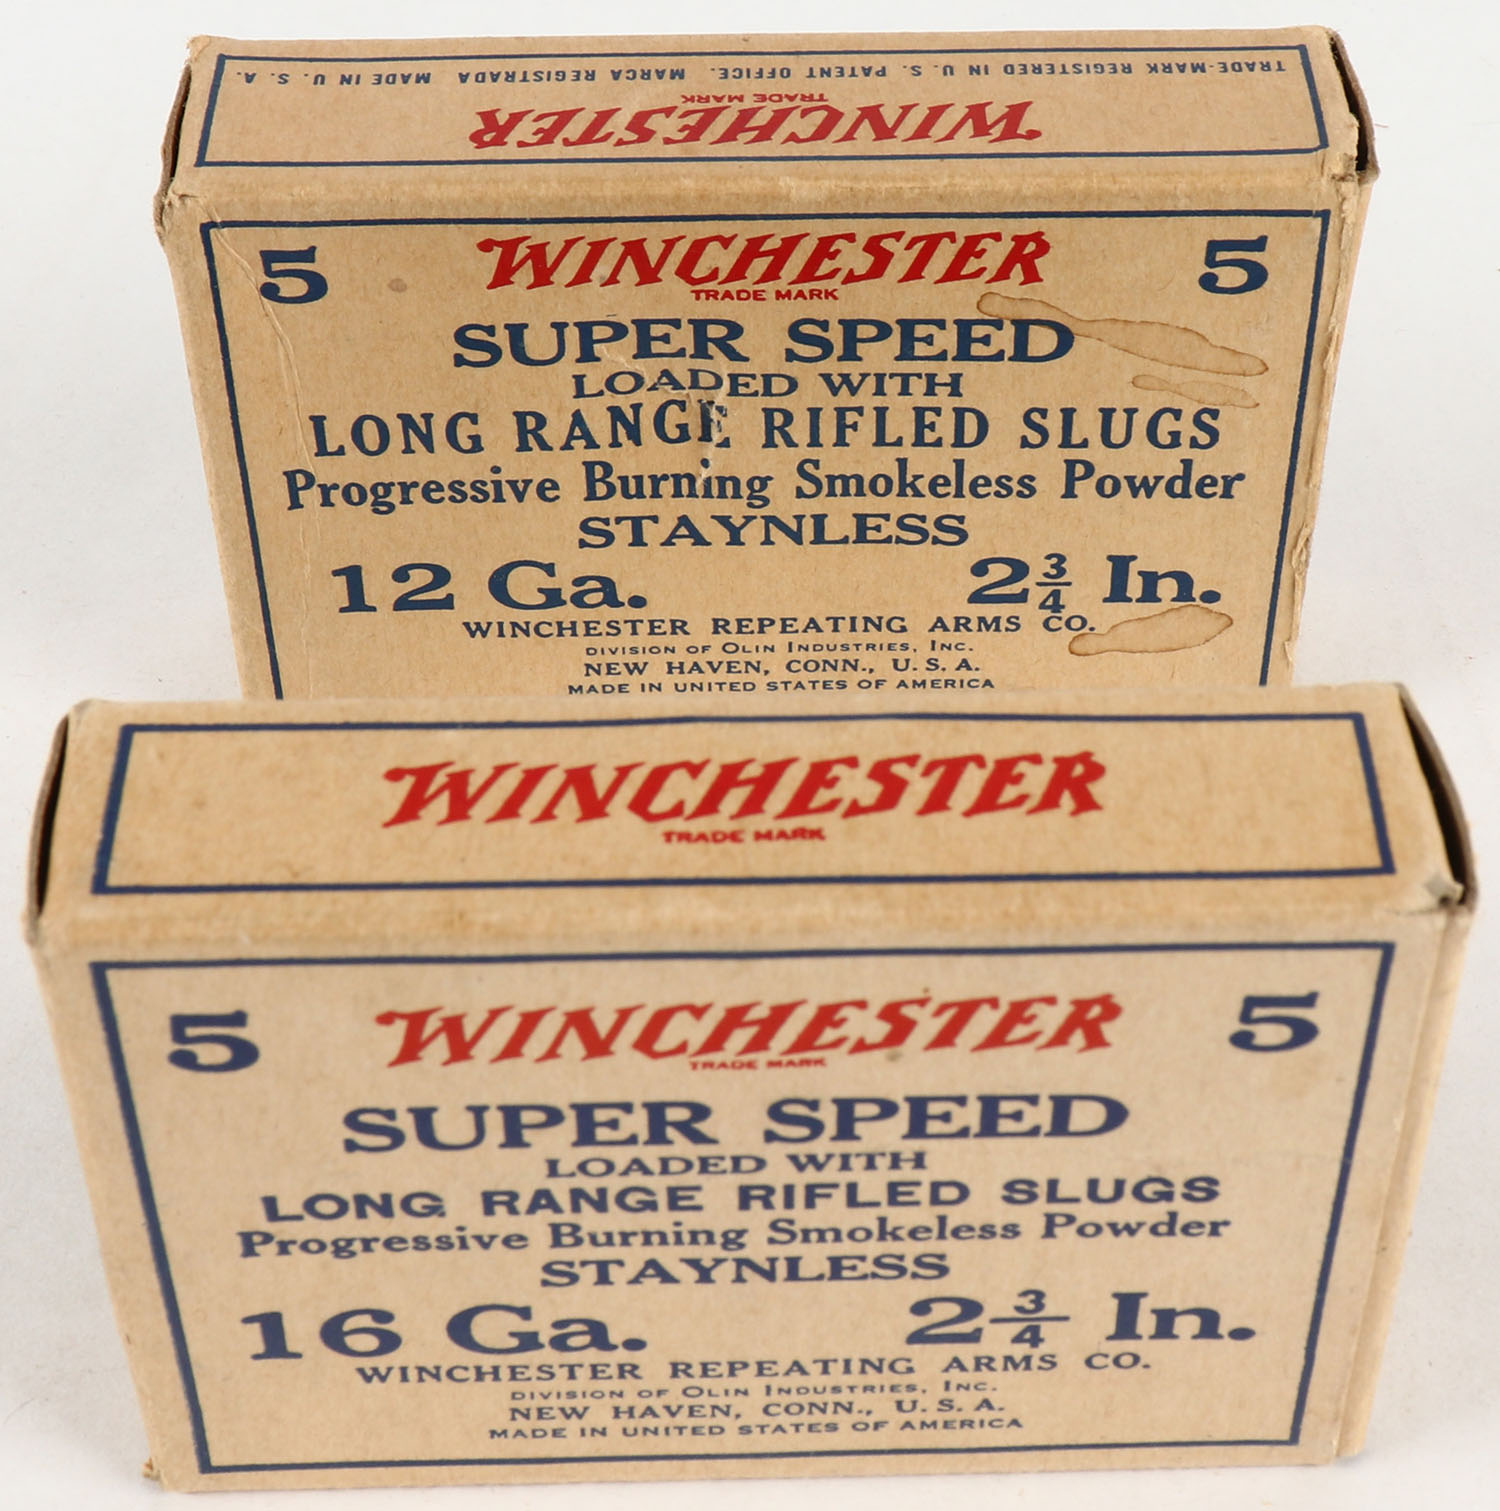 TRADE-MARK REGISTERED IN U. S. PATENT OFFICE. MARCA REGISTRADA MADE IN U. S. A.
WINCHESTER
TRADE MARK
5 WINCHESTER 5
TRADE MARK
SUPER SPEED
LOADED WITH
LONG RANGE RIFLED SLUGS
Progressive Burning Smokeless Powder
STAYNLESS
12 Ga. 2 3/4 In.
WINCHESTER REPEATING ARMS CO.
DIVISION OF OLIN INDUSTRIES, INC.
NEW HAVEN, CONN., U. S. A.
MADE IN UNITED STATES OF AMERICA
WINCHESTER
TRADE MARK
5 WINCHESTER 5
TRADE MARK
SUPER SPEED
LOADED WITH
LONG RANGE RIFLED SLUGS
Progressive Burning Smokeless Powder
STAYNLESS
16 Ga. 2 3/4 In.
WINCHESTER REPEATING ARMS CO.
DIVISION OF OLIN INDUSTRIES, INC.
NEW HAVEN, CONN., U. S. A.
MADE IN UNITED STATES OF AMERICA